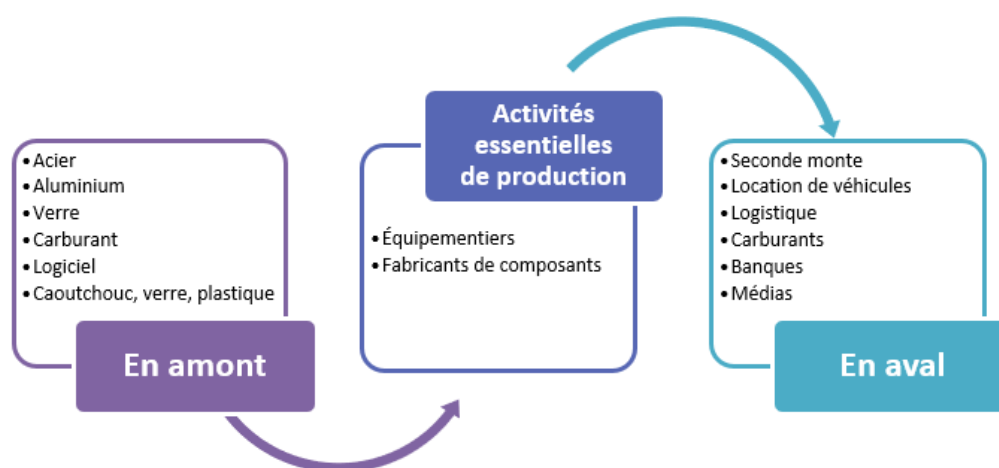 • Acier
• Aluminium
• Verre
• Carburant
• Logiciel
• Caoutchouc, verre, plastique
En amont
Activités
essentielles
de production
• Équipementiers
• Fabricants de composants
• Seconde monte
• Location de véhicules
• Logistique
• Carburants
• Banques
• Médias
En aval